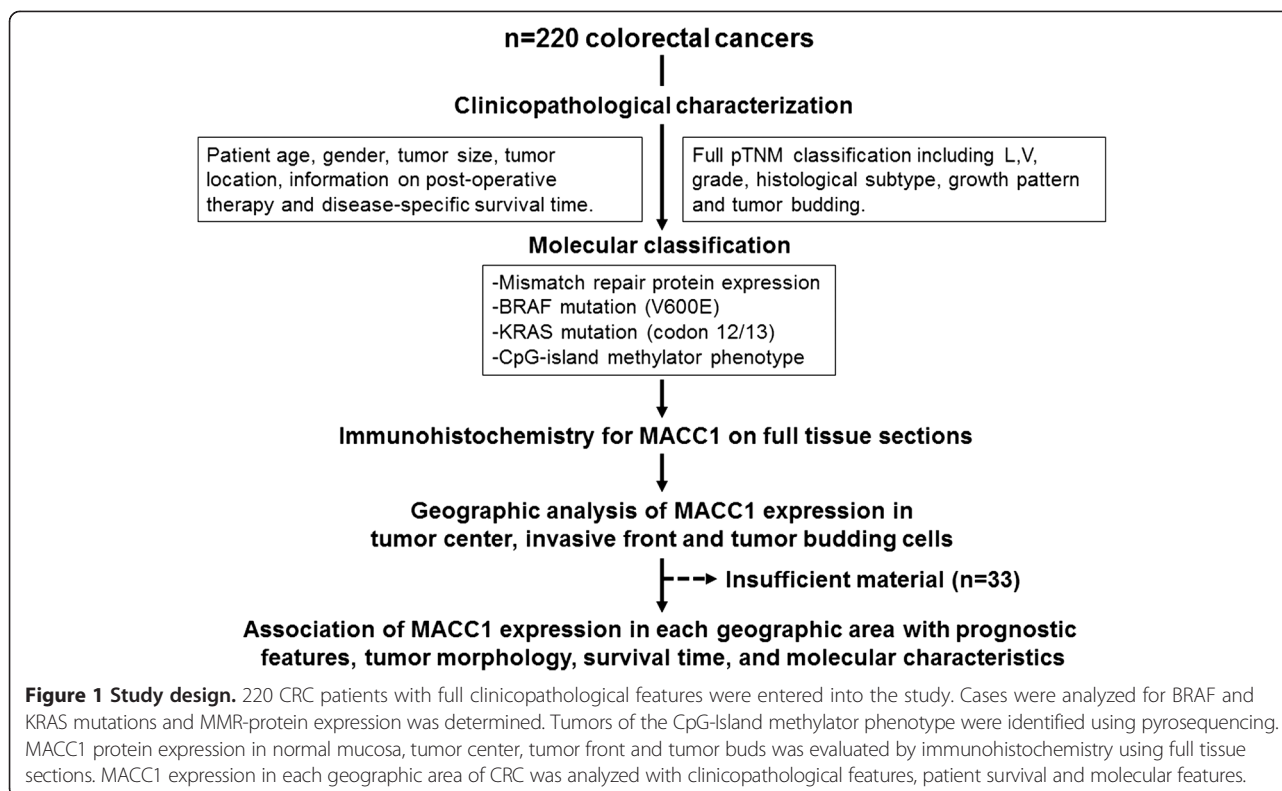 n=220 colorectal cancers
Clinicopathological characterization
Patient age, gender, tumor size, tumor
location, information on post-operative
therapy and disease-specific survival time.
Full pTNM classification including L,V,
grade, histological subtype, growth pattern
and tumor budding.
Molecular classification
-Mismatch repair protein expression
-BRAF mutation (V600E)
-KRAS mutation (codon 12/13)
-CpG-island methylator phenotype
Immunohistochemistry for MACC1 on full tissue sections
Geographic analysis of MACC1 expression in
tumor center, invasive front and tumor budding cells
Insufficient material (n=33)
Association of MACC1 expression in each geographic area with prognostic
features, tumor morphology, survival time, and molecular characteristics
Figure 1 Study design. 220 CRC patients with full clinicopathological features were entered into the study. Cases were analyzed for BRAF and
KRAS mutations and MMR-protein expression was determined. Tumors of the CpG-Island methylator phenotype were identified using pyrosequencing.
MACC1 protein expression in normal mucosa, tumor center, tumor front and tumor buds was evaluated by immunohistochemistry using full tissue
sections. MACC1 expression in each geographic area of CRC was analyzed with clinicopathological features, patient survival and molecular features.